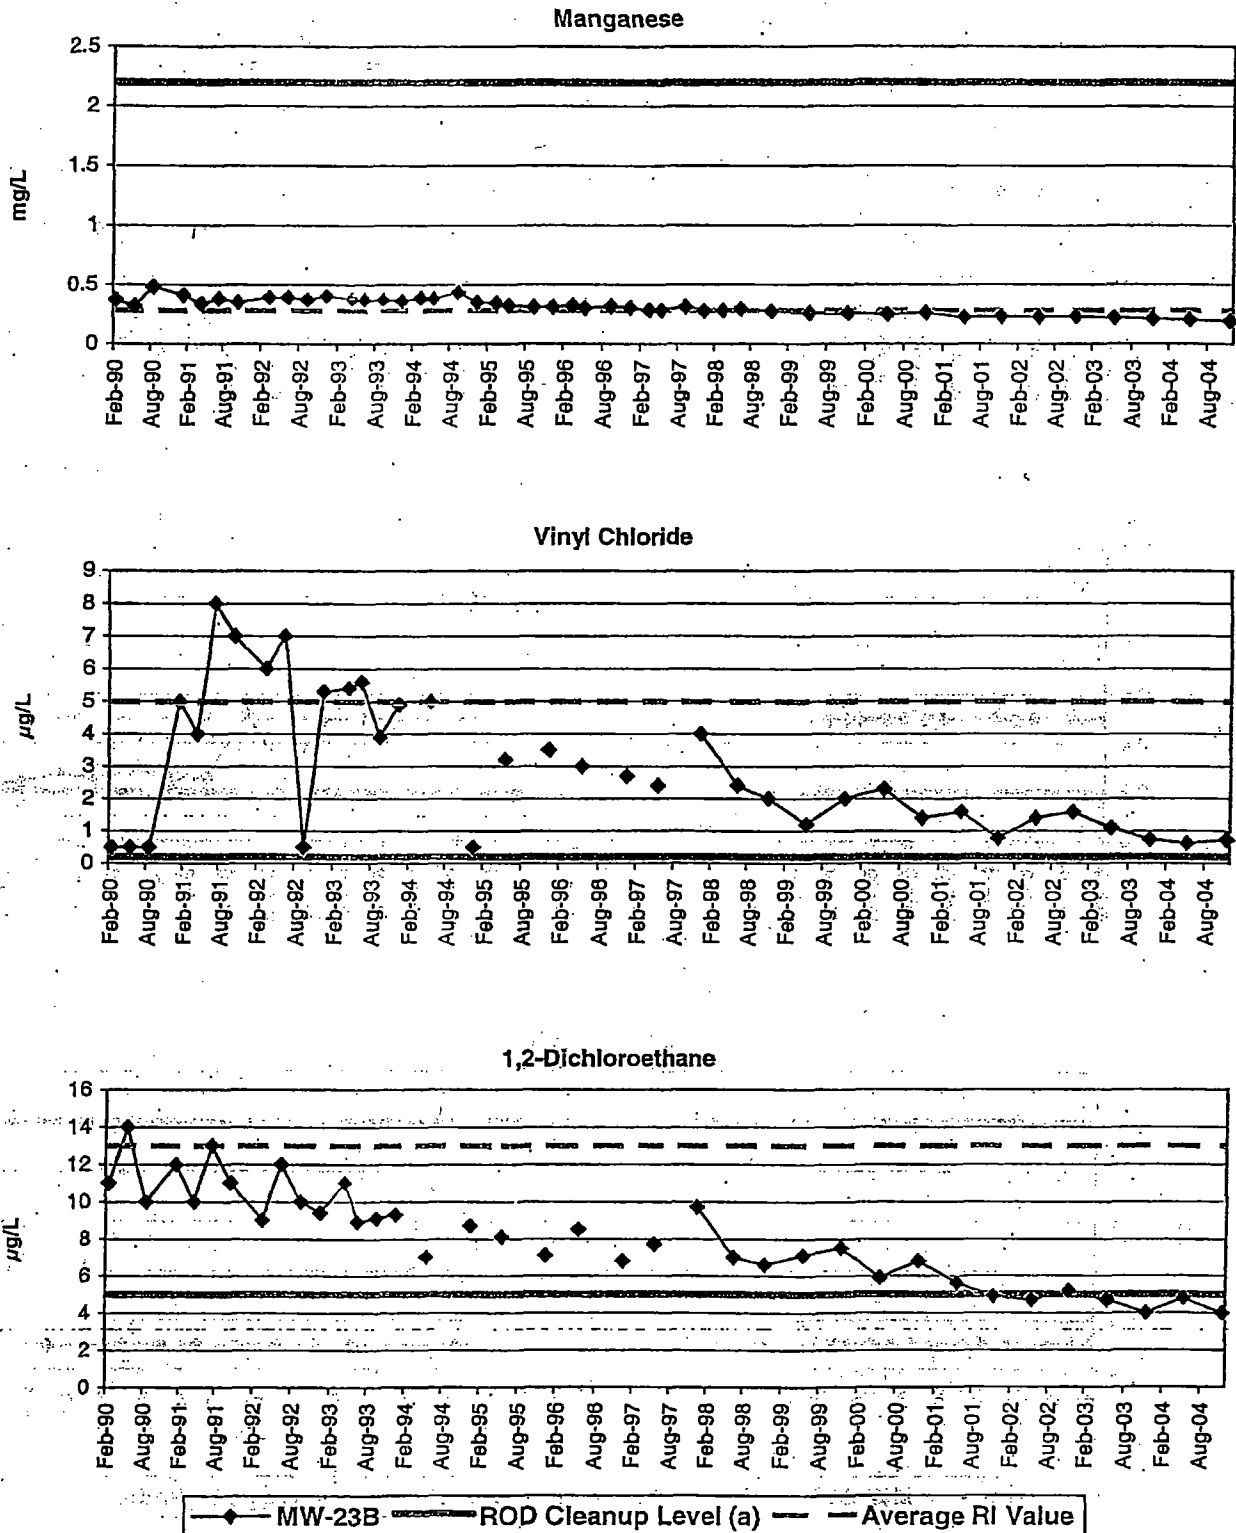 Manganese
2.5
2
1.5
1
0.5
0
mg/L
Feb-90 Aug-90 Feb-91 Aug-91 Feb-92 Aug-92 Feb-93 Aug-93 Feb-94 Aug-94 Feb-95 Aug-95 Feb-96 Aug-96 Feb-97 Aug-97 Feb-98 Aug-98 Feb-99 Aug-99 Feb-00 Aug-00 Feb-01 Aug-01 Feb-02 Aug-02 Feb-03 Aug-03 Feb-04 Aug-04
Vinyl Chloride
9
8
7
6
5
4
3
2
1
0
µg/L
Feb-90 Aug-90 Feb-91 Aug-91 Feb-92 Aug-92 Feb-93 Aug-93 Feb-94 Aug-94 Feb-95 Aug-95 Feb-96 Aug-96 Feb-97 Aug-97 Feb-98 Aug-98 Feb-99 Aug-99 Feb-00 Aug-00 Feb-01 Aug-01 Feb-02 Aug-02 Feb-03 Aug-03 Feb-04 Aug-04
1,2-Dichloroethane
16
14
12
10
8
6
4
2
0
µg/L
Feb-90 Aug-90 Feb-91 Aug-91 Feb-92 Aug-92 Feb-93 Aug-93 Feb-94 Aug-94 Feb-95 Aug-95 Feb-96 Aug-96 Feb-97 Aug-97 Feb-98 Aug-98 Feb-99 Aug-99 Feb-00 Aug-00 Feb-01 Aug-01 Feb-02 Aug-02 Feb-03 Aug-03 Feb-04 Aug-04
MW-23B ROD Cleanup Level (a) Average RI Value